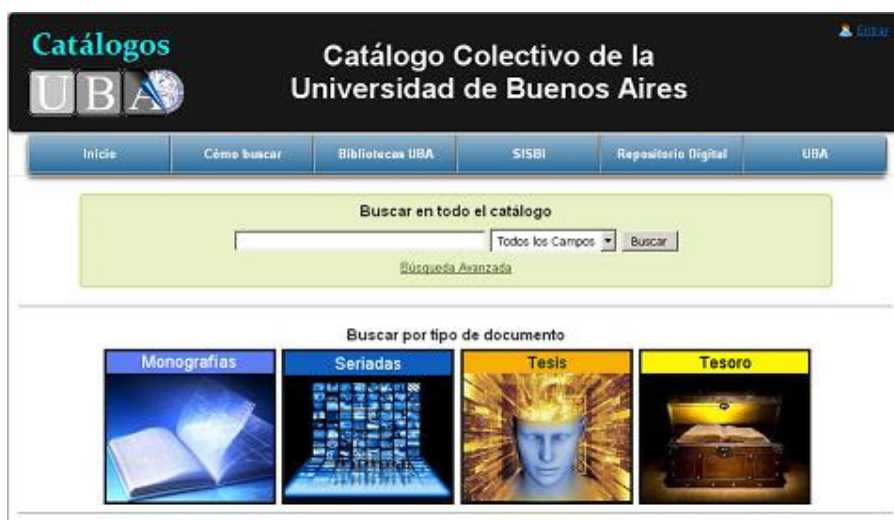 Catálogos
UBA
Entrar
Catálogo Colectivo de la
Universidad de Buenos Aires
Inicio
Cómo buscar
Bibliotecas UBA
SISBI
Repositorio Digital
UBA
Buscar en todo el catálogo
Todos los Campos
Buscar
Búsqueda Avanzada
Buscar por tipo de documento
Monografias
Seriadas
Tesis
Tesoro